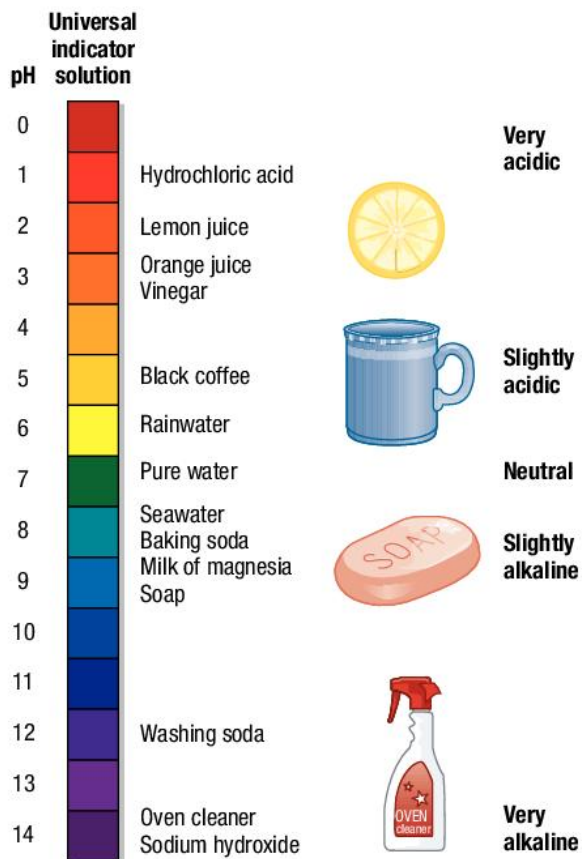 Universal
indicator
pH solution
0
Very
acidic
1 Hydrochloric acid
2 Lemon juice
3 Orange juice
Vinegar
4
5 Black coffee
Slightly
acidic
6 Rainwater
7 Pure water Neutral
8 Seawater
Baking soda
SOAP
Slightly
alkaline
9 Milk of magnesia
Soap
10
11
12 Washing soda
13
14 Oven cleaner
Sodium hydroxide
OVEN
cleaner
Very
alkaline